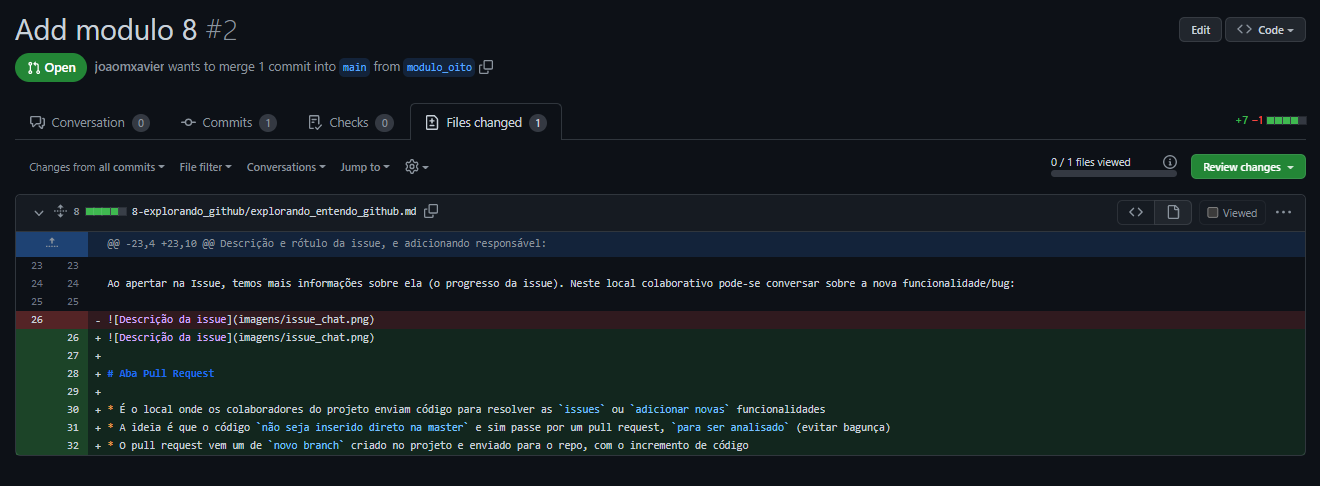 Add modulo 8 #2
Edit
Code
Open joaomxavier wants to merge 1 commit into main from modulo_oito
Conversation 0 Commits 1 Checks 0 Files changed 1
+7 −1
Changes from all commits File filter Conversations Jump to
0 / 1 files viewed
Review changes
8 8-explorando_github/explorando_entendo_github.md
Viewed
@@ -23,4 +23,10 @@ Descrição e rótulo da issue, e adicionando responsável:
23 23
24 24 Ao apertar na Issue, temos mais informações sobre ela (o progresso da issue). Neste local colaborativo pode-se conversar sobre a nova funcionalidade/bug:
25 25
26 - ![Descrição da issue](imagens/issue_chat.png)
26 + ![Descrição da issue](imagens/issue_chat.png)
27 +
28 + # Aba Pull Request
29 +
30 + * É o local onde os colaboradores do projeto enviam código para resolver as `issues` ou `adicionar novas` funcionalidades
31 + * A ideia é que o código `não seja inserido direto na master` e sim passe por um pull request, `para ser analisado` (evitar bagunça)
32 + * O pull request vem um de `novo branch` criado no projeto e enviado para o repo, com o incremento de código